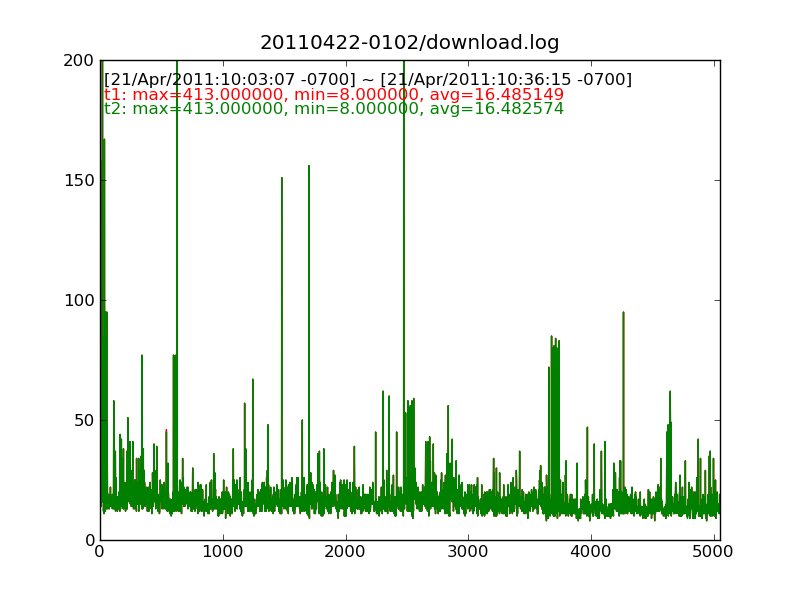 20110422-0102/download.log
200
[21/Apr/2011:10:03:07 -0700] ~ [21/Apr/2011:10:36:15 -0700]
t1: max=413.000000, min=8.000000, avg=16.485149
t2: max=413.000000, min=8.000000, avg=16.482574
150
100
50
0
0 1000 2000 3000 4000 5000